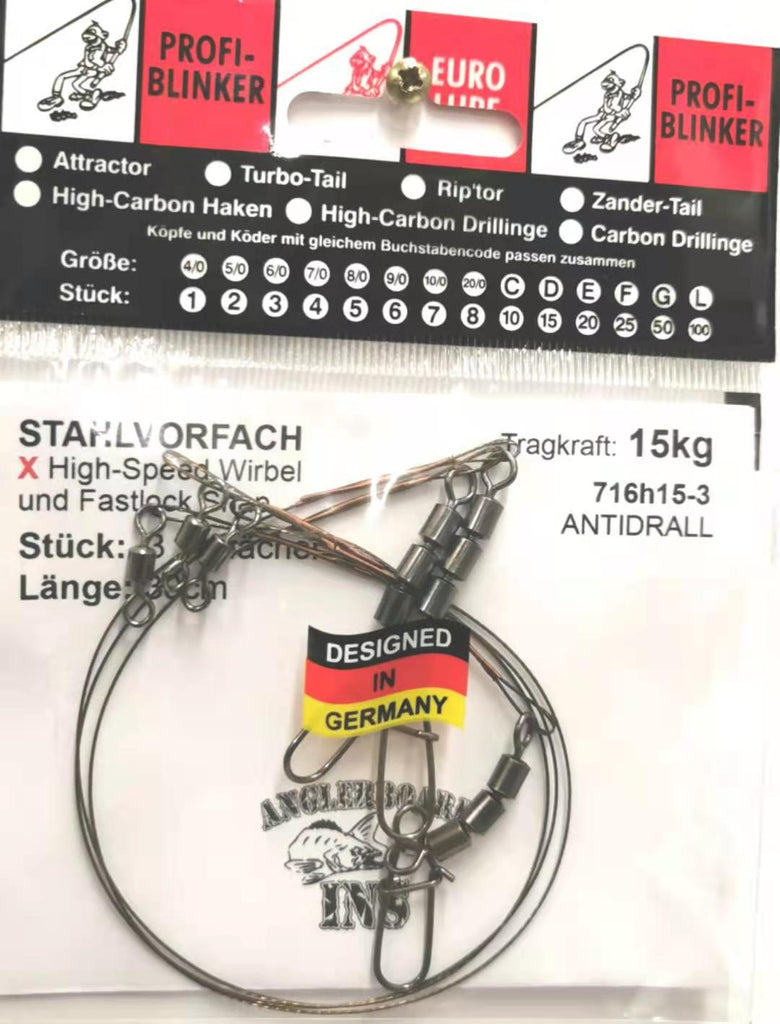 PROFI-
BLINKER
EURO
PROFI-
BLINKER
Attractor
Turbo-Tail
Rip'tor
Zander-Tail
High-Carbon Haken
High-Carbon Drillinge
Carbon Drillinge
Köpfe und Köder mit gleichem Buchstabencode passen zusammen
Größe: 4/0 5/0 6/0 7/0 8/0 9/0 10/0 20/0 C D E F G L
Stück: 1 2 3 4 5 6 7 8 10 15 20 25 50 100
STAHLVORFACH
X High-Speed Wirbel
und Fastlock
Stück: 3
Länge:
Tragkraft: 15kg
716h15-3
ANTIDRALL
DESIGNED
IN
GERMANY